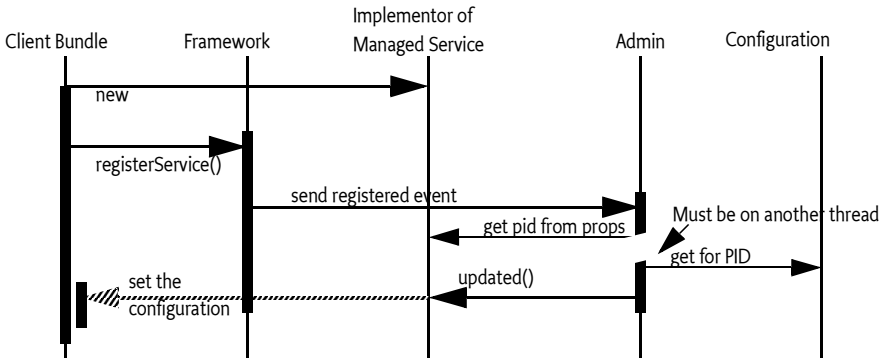 Implementor of
Client Bundle Framework Managed Service Admin Configuration
new
registerService()
send registered event
get pid from props
Must be on another thread
get for PID
updated()
set the
configuration